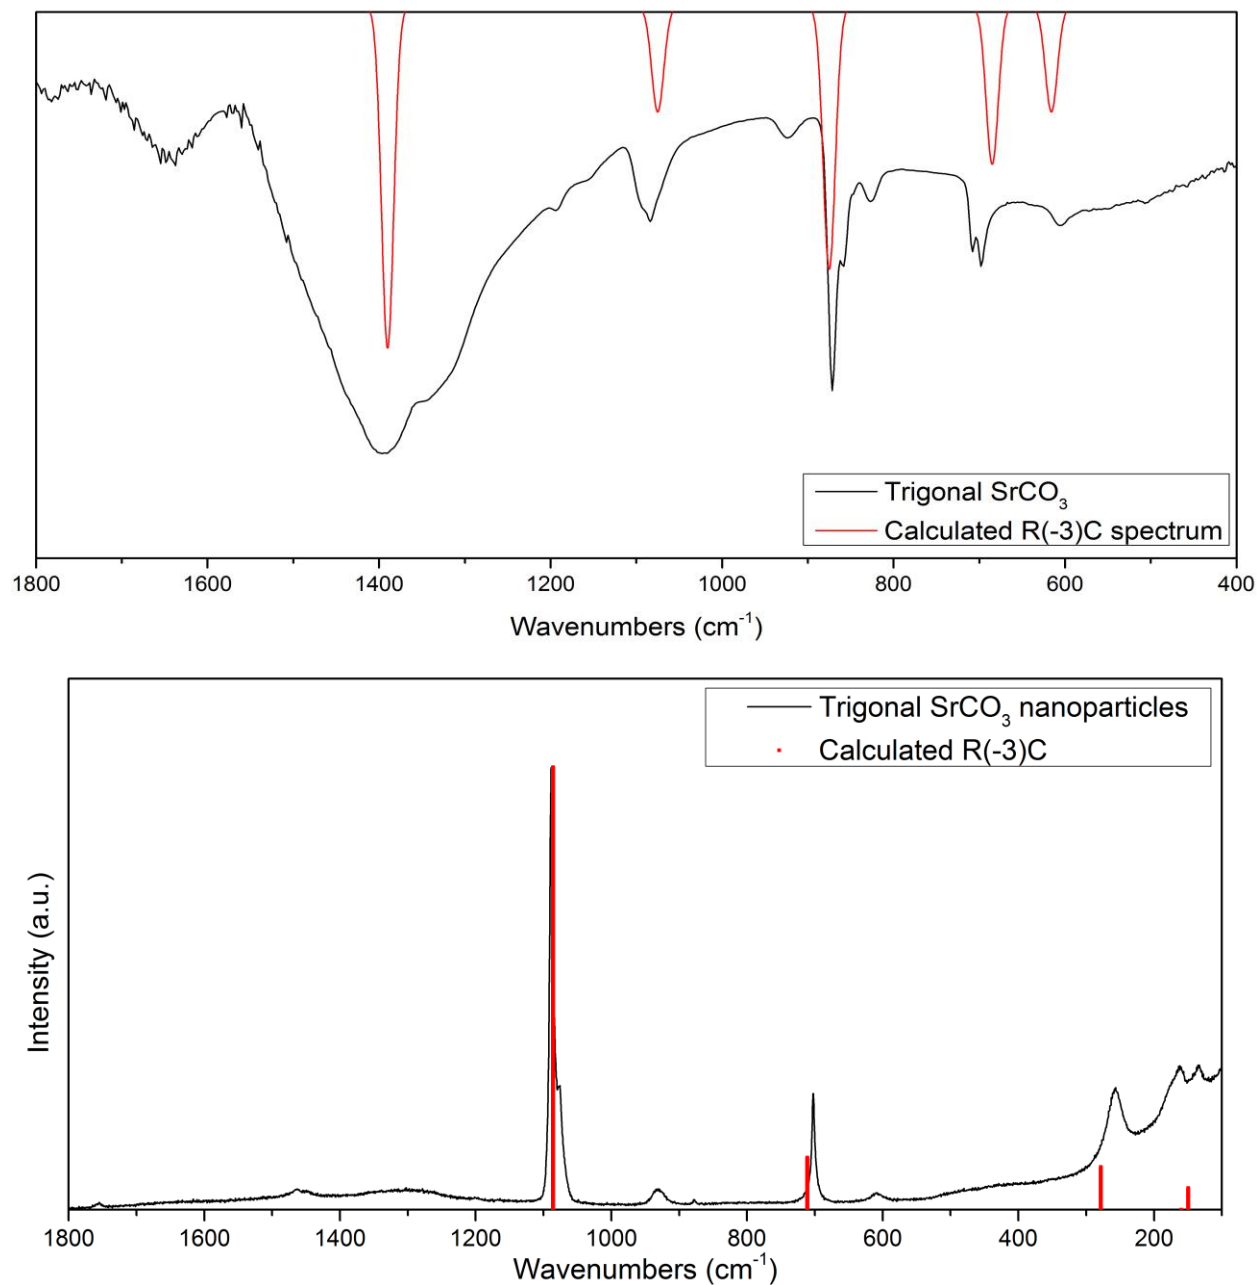 Trigonal SrCO₃
Calculated R(-3)C spectrum
1800 1600 1400 1200 1000 800 600 400
Wavenumbers (cm⁻¹)
Trigonal SrCO₃ nanoparticles
Calculated R(-3)C
Intensity (a.u.)
1800 1600 1400 1200 1000 800 600 400 200
Wavenumbers (cm⁻¹)